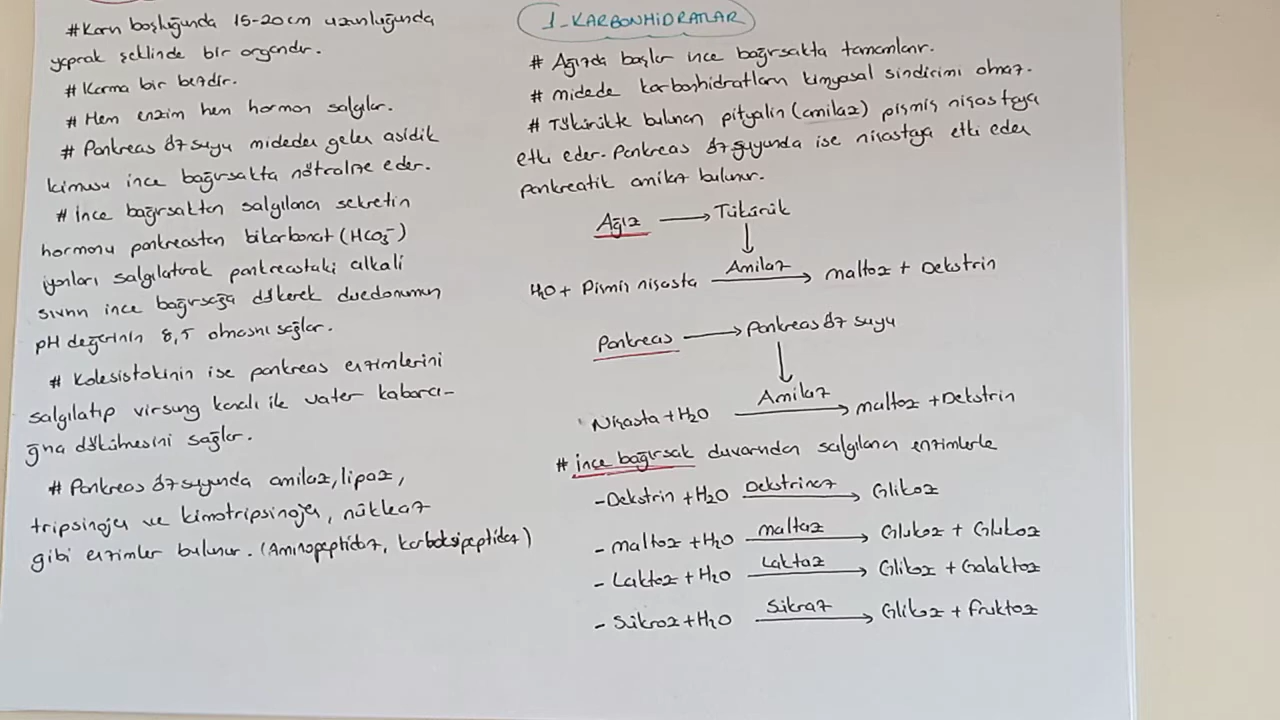 # Karın boşluğunda 15-20 cm uzunluğunda
yaprak şeklinde bir organdır.
# Karma bir bezdir.
# Hem enzim hem hormon salgılar.
# Pankreas öz suyu mideden gelen asidik
kimusu ince bağırsakta nötralize eder.
# İnce bağırsaktan salgılanan sekretin
hormonu pankreastan bikarbonat (HCO3⁻)
iyonları salgılatarak pankreastaki alkali
sıvının ince bağırsağa dökerek duedonumun
pH değerinin 8,5 olmasını sağlar.
# Kolesistokinin ise pankreas enzimlerini
salgılatıp virsung kanalı ile vater kabarcı-
ğına dökülmesini sağlar.
# Pankreas öz suyunda amilaz, lipaz,
tripsinojen ve kimotripsinojen, nükleaz
gibi enzimler bulunur. (Aminopeptidaz, karboksipeptidaz)
1-KARBONHİDRATLAR
# Ağızda başlar ince bağırsakta tamamlanır.
# midede karbonhidratların kimyasal sindirimi olmaz.
# Tükürükte bulunan pityalin (amilaz) pişmiş nişastaya
etki eder. Pankreas öz suyunda ise nişastaya etki eden
pankreatik amilaz bulunur.
Ağız → Tükürük
↓
H2O + Pişmiş nişasta Amilaz → maltoz + Dekstrin
Pankreas → Pankreas öz suyu
↓
Nişasta + H2O Amilaz → maltoz + Dekstrin
# İnce bağırsak duvarından salgılanan enzimlerle
- Dekstrin + H2O Dekstrinaz → Glikoz
- maltoz + H2O maltaz → Glukoz + Glukoz
- Laktoz + H2O Laktaz → Glikoz + Galaktoz
- Sükroz + H2O Sükraz → Glikoz + fruktoz